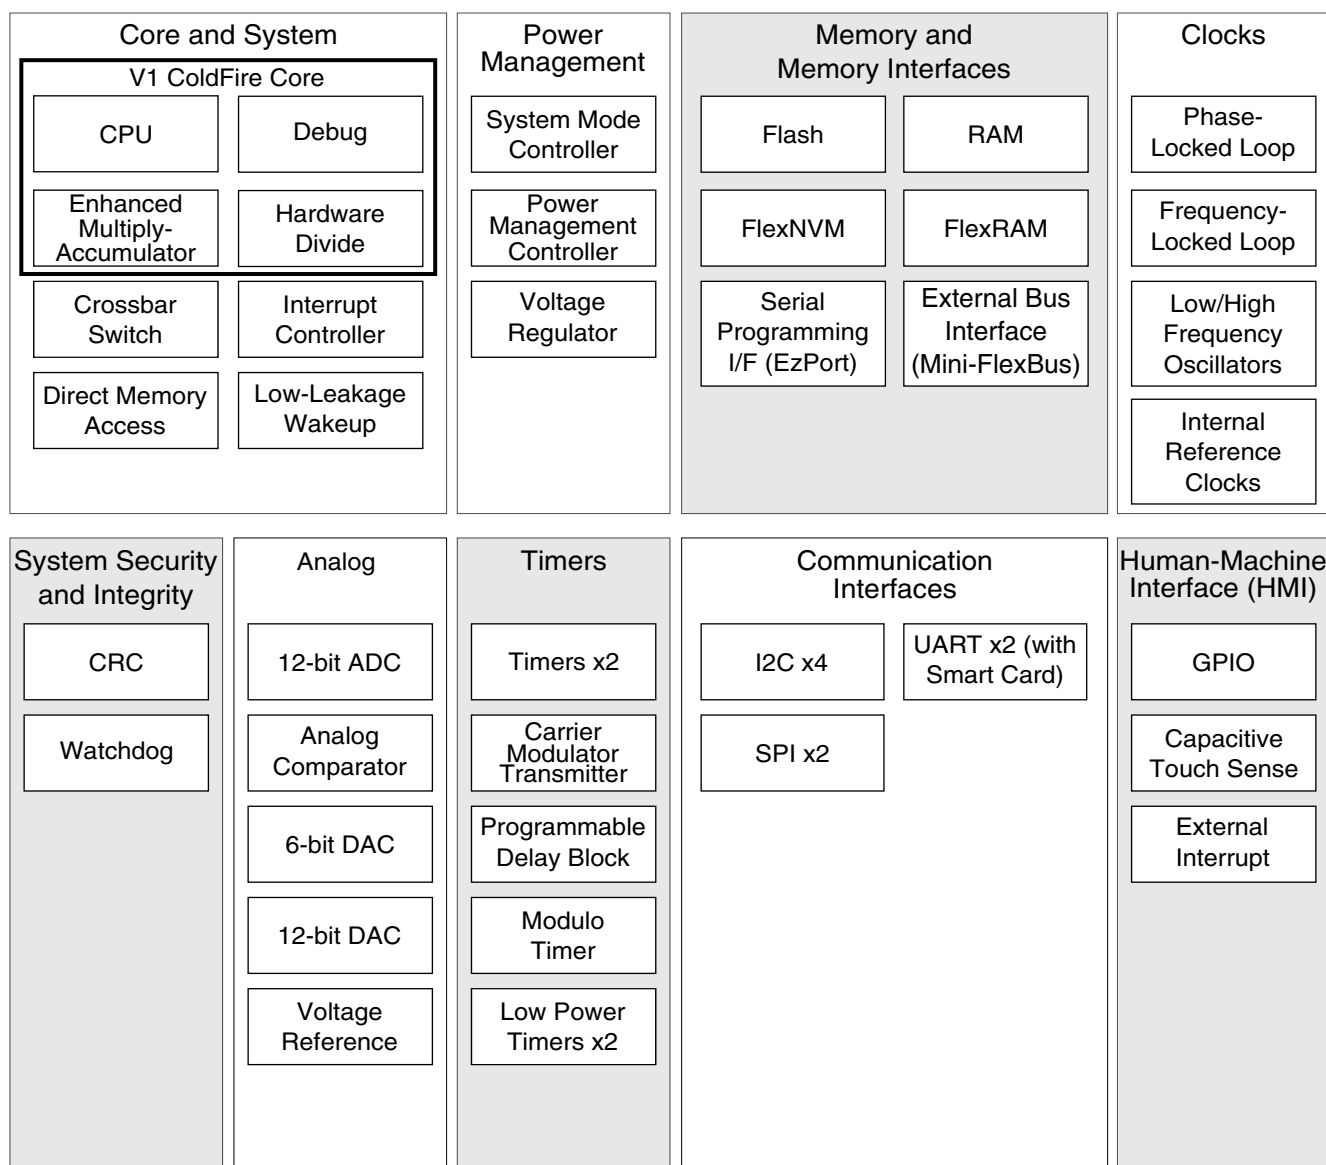 Core and System
V1 ColdFire Core
CPU
Debug
Enhanced
Multiply-
Accumulator
Hardware
Divide
Crossbar
Switch
Interrupt
Controller
Direct Memory
Access
Low-Leakage
Wakeup
Power
Management
System Mode
Controller
Power
Management
Controller
Voltage
Regulator
Memory and
Memory Interfaces
Flash
RAM
FlexNVM
FlexRAM
Serial
Programming
I/F (EzPort)
External Bus
Interface
(Mini-FlexBus)
Clocks
Phase-
Locked Loop
Frequency-
Locked Loop
Low/High
Frequency
Oscillators
Internal
Reference
Clocks
System Security
and Integrity
CRC
Watchdog
Analog
12-bit ADC
Analog
Comparator
6-bit DAC
12-bit DAC
Voltage
Reference
Timers
Timers x2
Carrier
Modulator
Transmitter
Programmable
Delay Block
Modulo
Timer
Low Power
Timers x2
Communication
Interfaces
I2C x4
UART x2 (with
Smart Card)
SPI x2
Human-Machine
Interface (HMI)
GPIO
Capacitive
Touch Sense
External
Interrupt